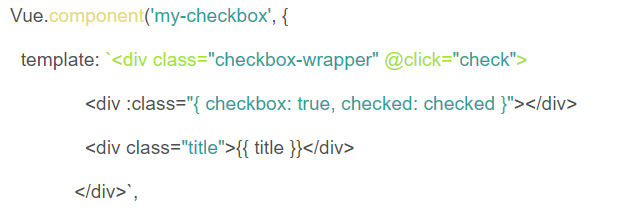 Vue.component('my-checkbox', {
template: `<div class="checkbox-wrapper" @click="check">
<div :class="{ checkbox: true, checked: checked }"></div>
<div class="title">{{ title }}</div>
</div>`,